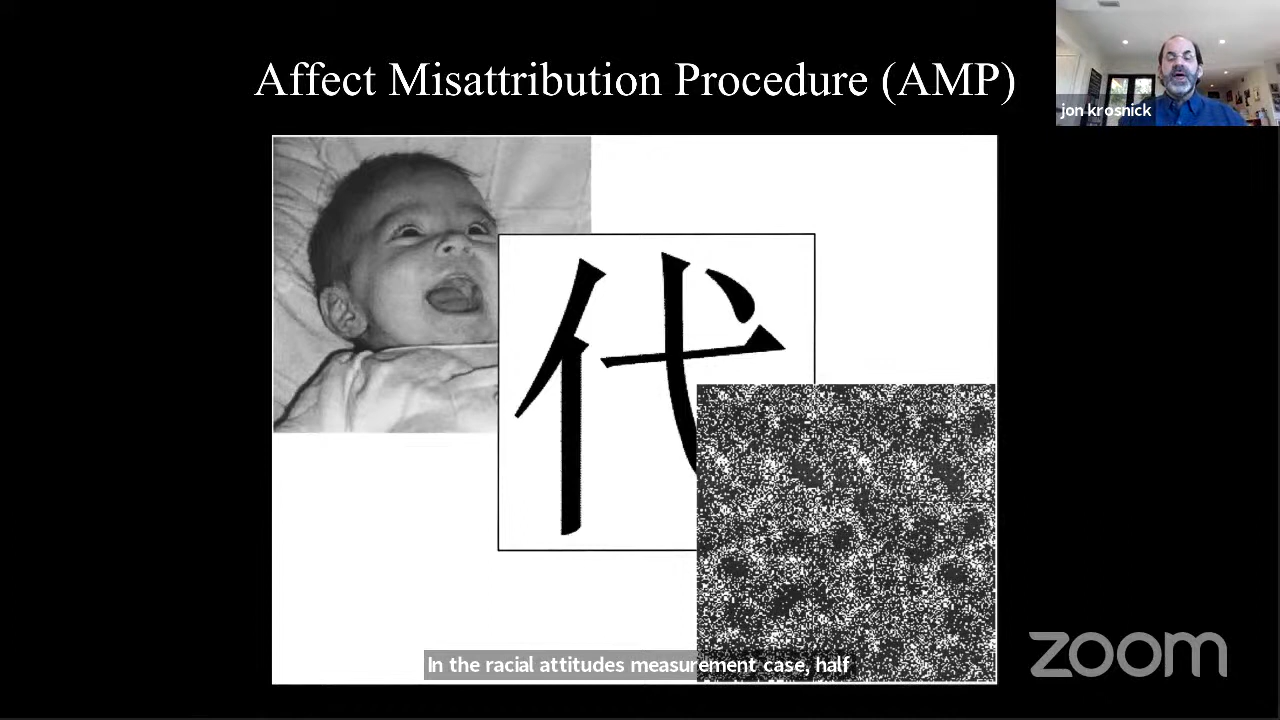 Affect Misattribution Procedure (AMP)
jon krosnick
代
In the racial attitudes measurement case, half
zoom